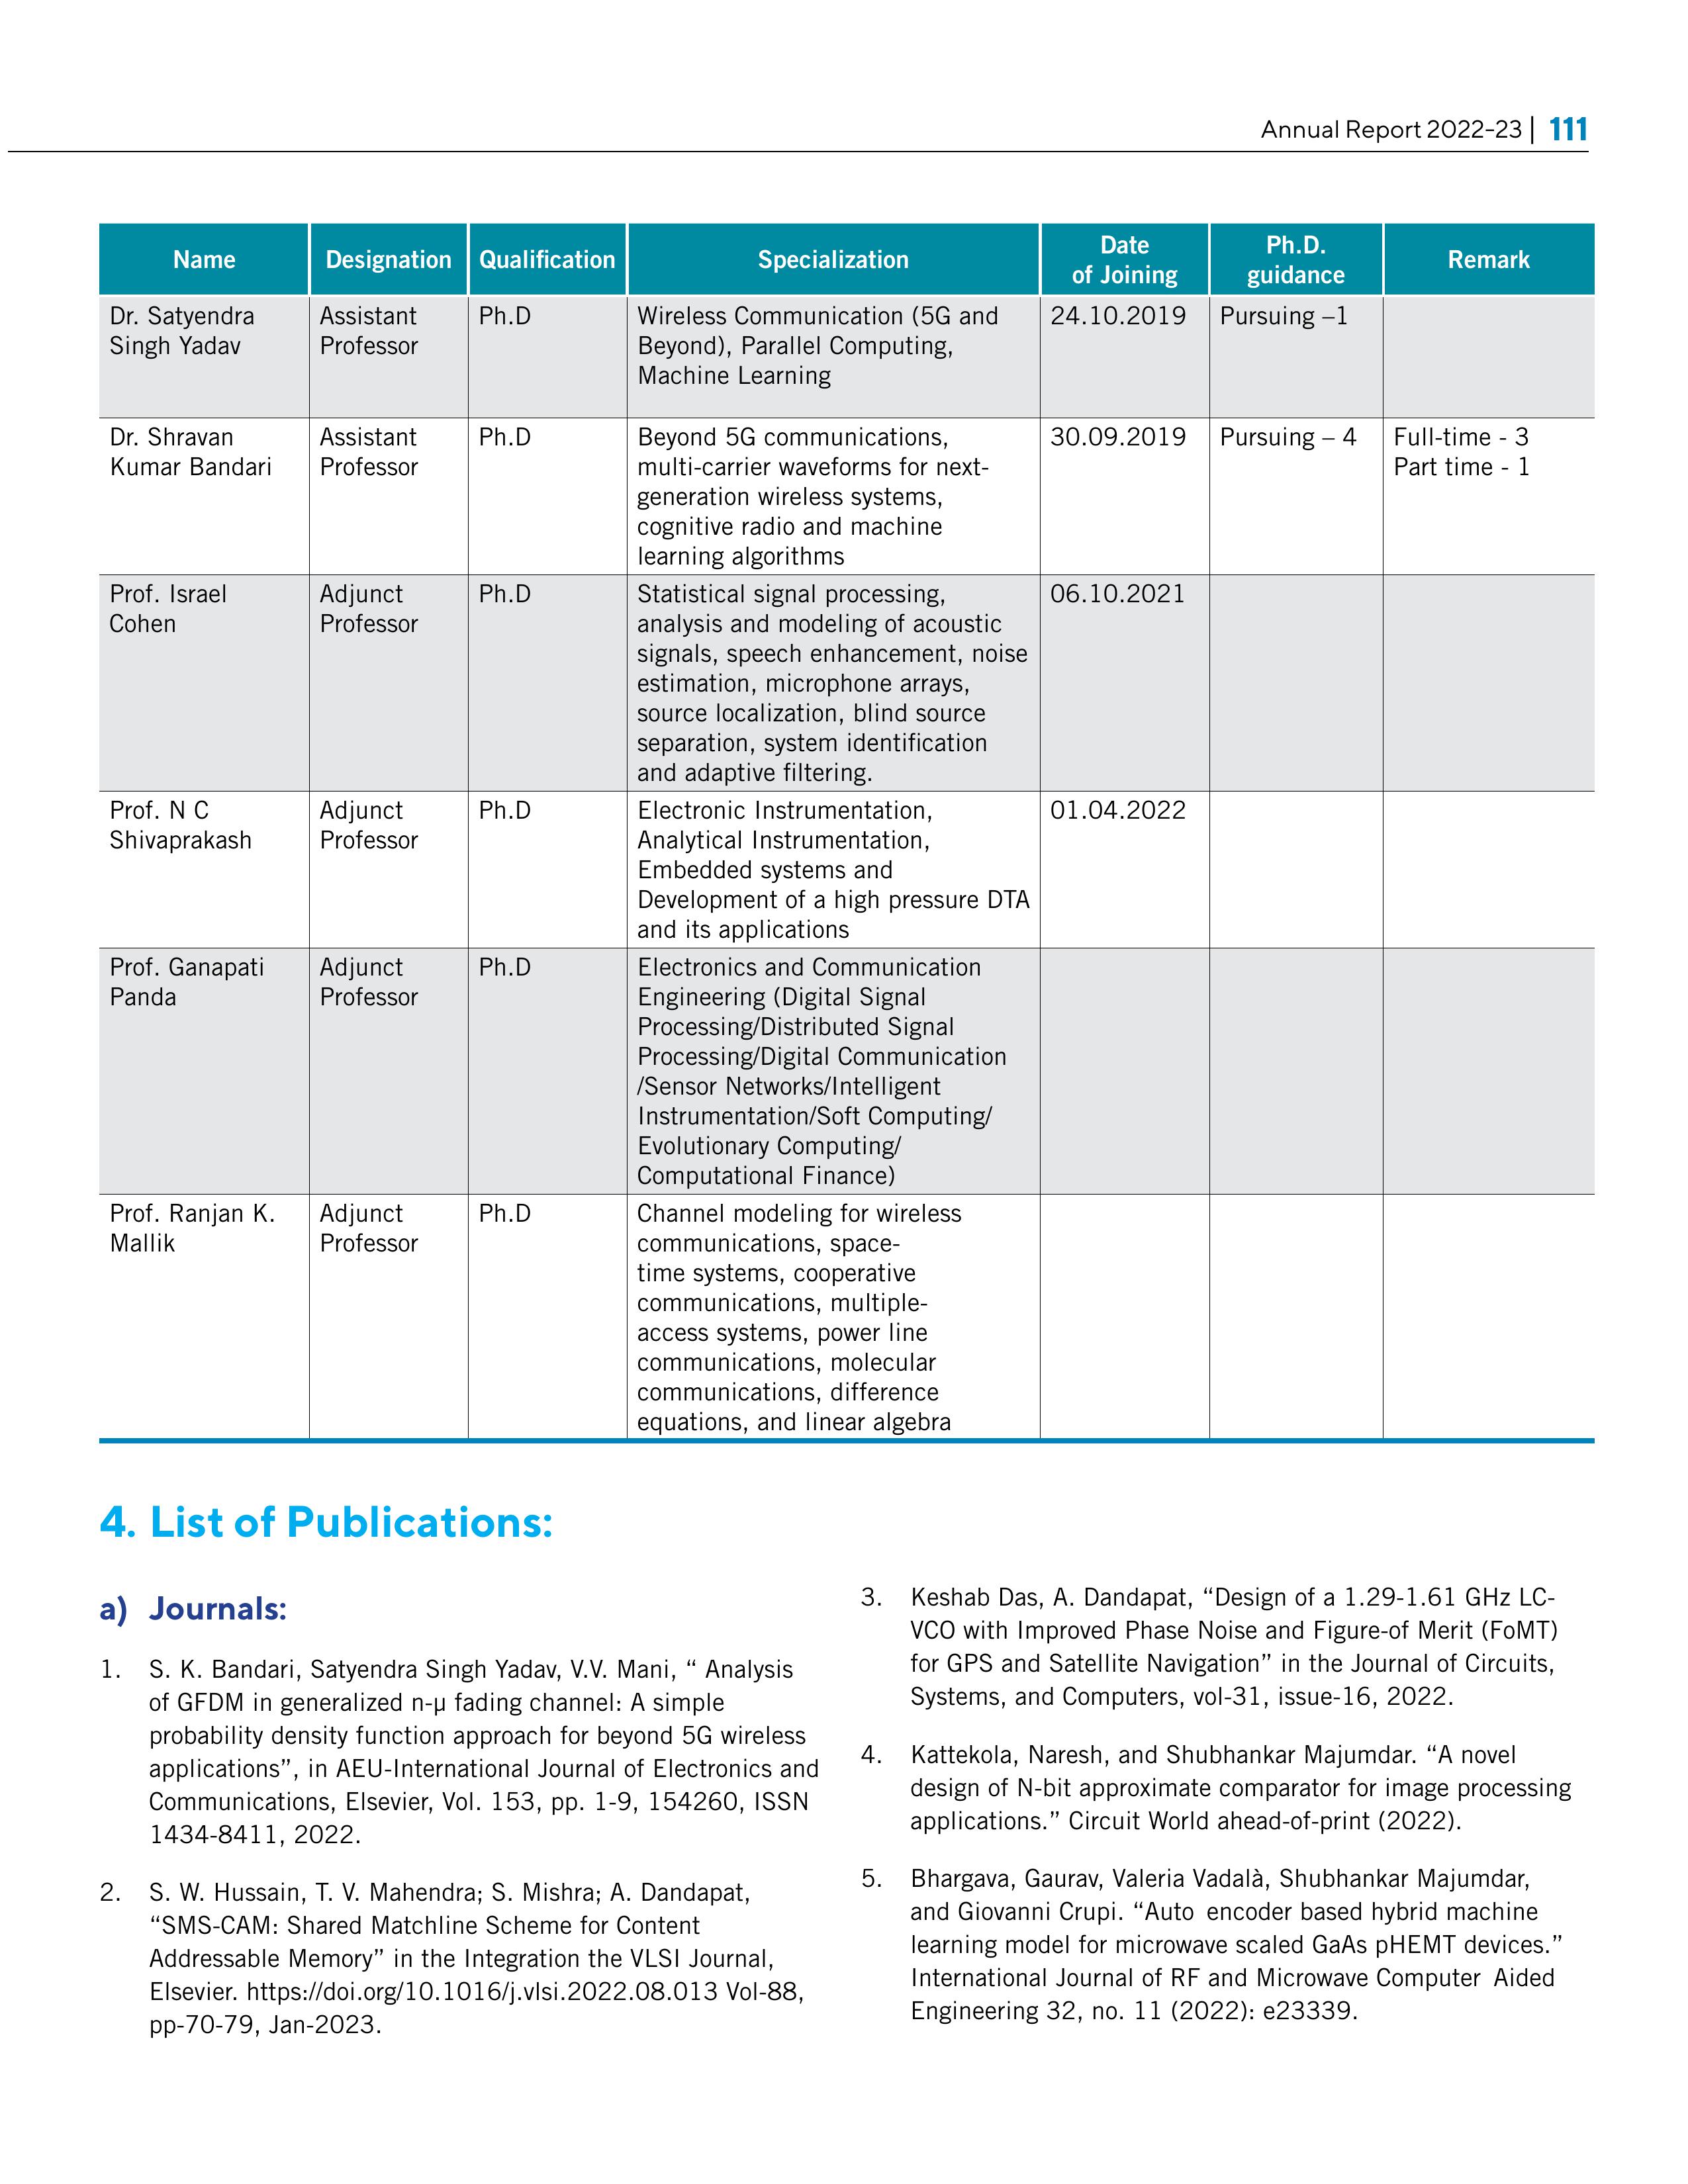 Annual Report 2022-23 | 111
Name Designation Qualification Specialization Date of Joining Ph.D. guidance Remark
Dr. Satyendra Assistant Ph.D Wireless Communication (5G and 24.10.2019 Pursuing –1
Singh Yadav Professor Beyond), Parallel Computing,
Machine Learning
Dr. Shravan Assistant Ph.D Beyond 5G communications, 30.09.2019 Pursuing – 4 Full-time - 3
Kumar Bandari Professor multi-carrier waveforms for next- Part time - 1
generation wireless systems,
cognitive radio and machine
learning algorithms
Prof. Israel Adjunct Ph.D Statistical signal processing, 06.10.2021
Cohen Professor analysis and modeling of acoustic
signals, speech enhancement, noise
estimation, microphone arrays,
source localization, blind source
separation, system identification
and adaptive filtering.
Prof. N C Adjunct Ph.D Electronic Instrumentation, 01.04.2022
Shivaprakash Professor Analytical Instrumentation,
Embedded systems and
Development of a high pressure DTA
and its applications
Prof. Ganapati Adjunct Ph.D Electronics and Communication
Panda Professor Engineering (Digital Signal
Processing/Distributed Signal
Processing/Digital Communication
/Sensor Networks/Intelligent
Instrumentation/Soft Computing/
Evolutionary Computing/
Computational Finance)
Prof. Ranjan K. Adjunct Ph.D Channel modeling for wireless
Mallik Professor communications, space-
time systems, cooperative
communications, multiple-
access systems, power line
communications, molecular
communications, difference
equations, and linear algebra
4. List of Publications:
a) Journals:
1. S. K. Bandari, Satyendra Singh Yadav, V.V. Mani, “ Analysis
of GFDM in generalized n-μ fading channel: A simple
probability density function approach for beyond 5G wireless
applications”, in AEU-International Journal of Electronics and
Communications, Elsevier, Vol. 153, pp. 1-9, 154260, ISSN
1434-8411, 2022.
2. S. W. Hussain, T. V. Mahendra; S. Mishra; A. Dandapat,
“SMS-CAM: Shared Matchline Scheme for Content
Addressable Memory” in the Integration the VLSI Journal,
Elsevier. https://doi.org/10.1016/j.vlsi.2022.08.013 Vol-88,
pp-70-79, Jan-2023.
3. Keshab Das, A. Dandapat, “Design of a 1.29-1.61 GHz LC-
VCO with Improved Phase Noise and Figure-of Merit (FoMT)
for GPS and Satellite Navigation” in the Journal of Circuits,
Systems, and Computers, vol-31, issue-16, 2022.
4. Kattekola, Naresh, and Shubhankar Majumdar. “A novel
design of N-bit approximate comparator for image processing
applications.” Circuit World ahead-of-print (2022).
5. Bhargava, Gaurav, Valeria Vadalà, Shubhankar Majumdar,
and Giovanni Crupi. “Auto encoder based hybrid machine
learning model for microwave scaled GaAs pHEMT devices.”
International Journal of RF and Microwave Computer Aided
Engineering 32, no. 11 (2022): e23339.